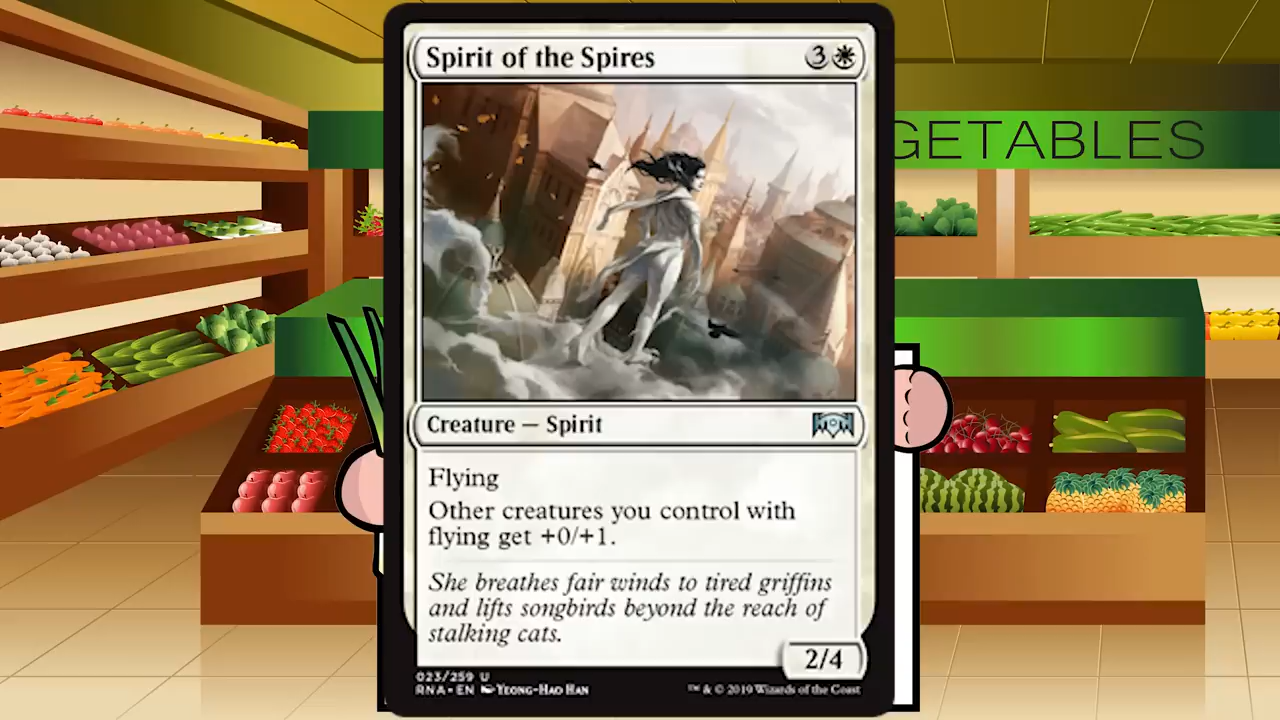 Spirit of the Spires 3
GETABLES
Creature — Spirit
Flying
Other creatures you control with
flying get +0/+1.
She breathes fair winds to tired griffins
and lifts songbirds beyond the reach of
stalking cats.
2/4
023/259 U
RNA • EN Yeong-Hao Han
™ & © 2019 Wizards of the Coast